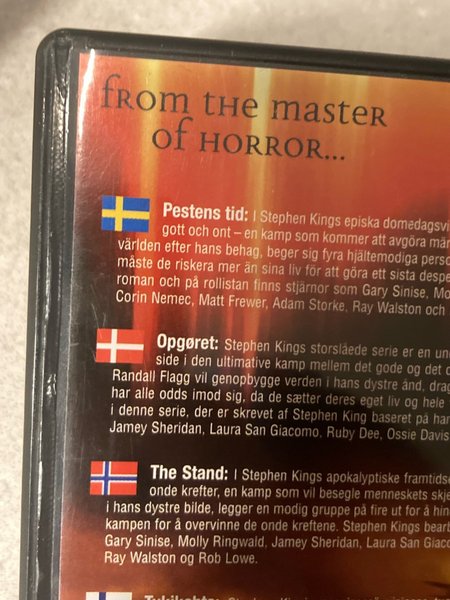 from the master
of horror...
Pestens tid: I Stephen Kings episka domedagsvi
gott och ont – en kamp som kommer att avgöra män
världen efter hans behag, beger sig fyra hjältemodiga perso
måste de riskera mer än sina liv för att göra ett sista despe
roman och på rollistan finns stjärnor som Gary Sinise, Mo
Corin Nemec, Matt Frewer, Adam Storke, Ray Walston och
Opgøret: Stephen Kings storslåede serie er en un
side i den ultimative kamp mellem det gode og det o
Randall Flagg vil genopbygge verden i hans dystre ånd, drag
har alle odds imod sig, da de sætter deres eget liv og hele
i denne serie, der er skrevet af Stephen King baseret på han
Jamey Sheridan, Laura San Giacomo, Ruby Dee, Ossie Davis
The Stand: I Stephen Kings apokalyptiske framtidse
onde krefter, en kamp som vil besegle menneskets skje
i hans dystre bilde, legger en modig gruppe på fire ut for å hin
kampen for å overvinne de onde kreftene. Stephen Kings bearb
Gary Sinise, Molly Ringwald, Jamey Sheridan, Laura San Giaco
Ray Walston og Rob Lowe.